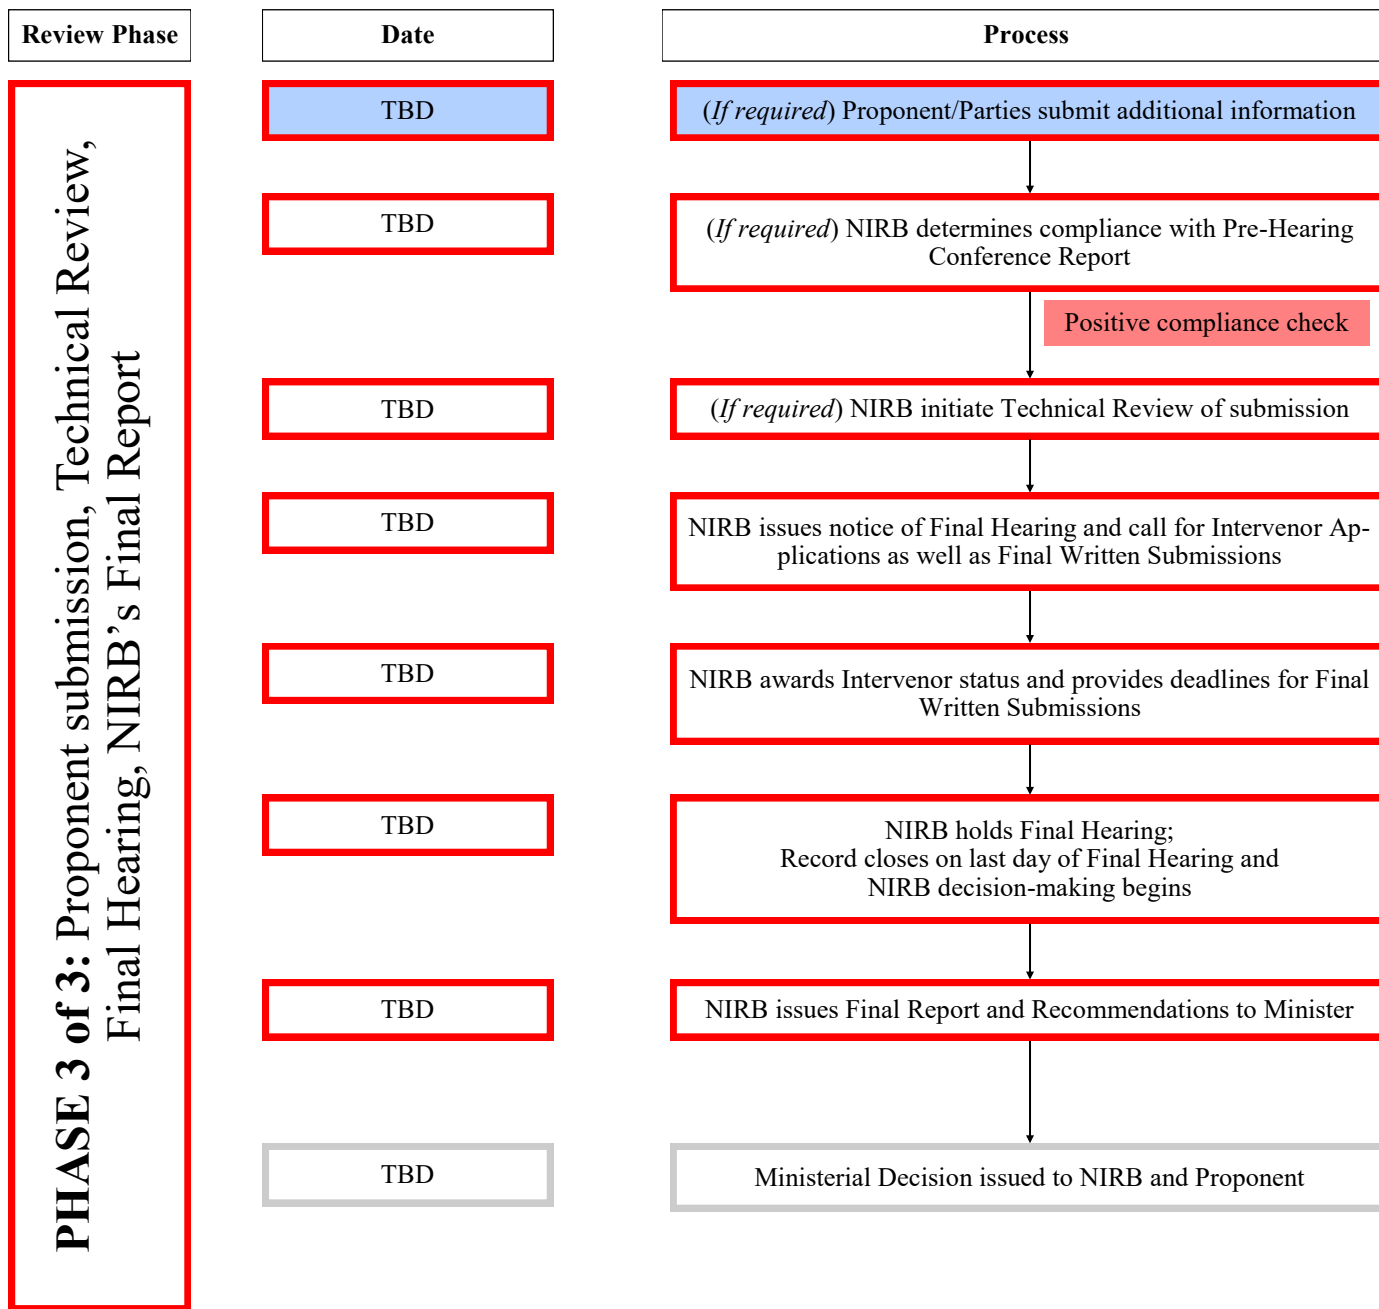 Review Phase
Date
Process
PHASE 3 of 3: Proponent submission, Technical Review,
Final Hearing, NIRB's Final Report
TBD
(If required) Proponent/Parties submit additional information
TBD
(If required) NIRB determines compliance with Pre-Hearing
Conference Report
Positive compliance check
TBD
(If required) NIRB initiate Technical Review of submission
TBD
NIRB issues notice of Final Hearing and call for Intervenor Ap-
plications as well as Final Written Submissions
TBD
NIRB awards Intervenor status and provides deadlines for Final
Written Submissions
TBD
NIRB holds Final Hearing;
Record closes on last day of Final Hearing and
NIRB decision-making begins
TBD
NIRB issues Final Report and Recommendations to Minister
TBD
Ministerial Decision issued to NIRB and Proponent